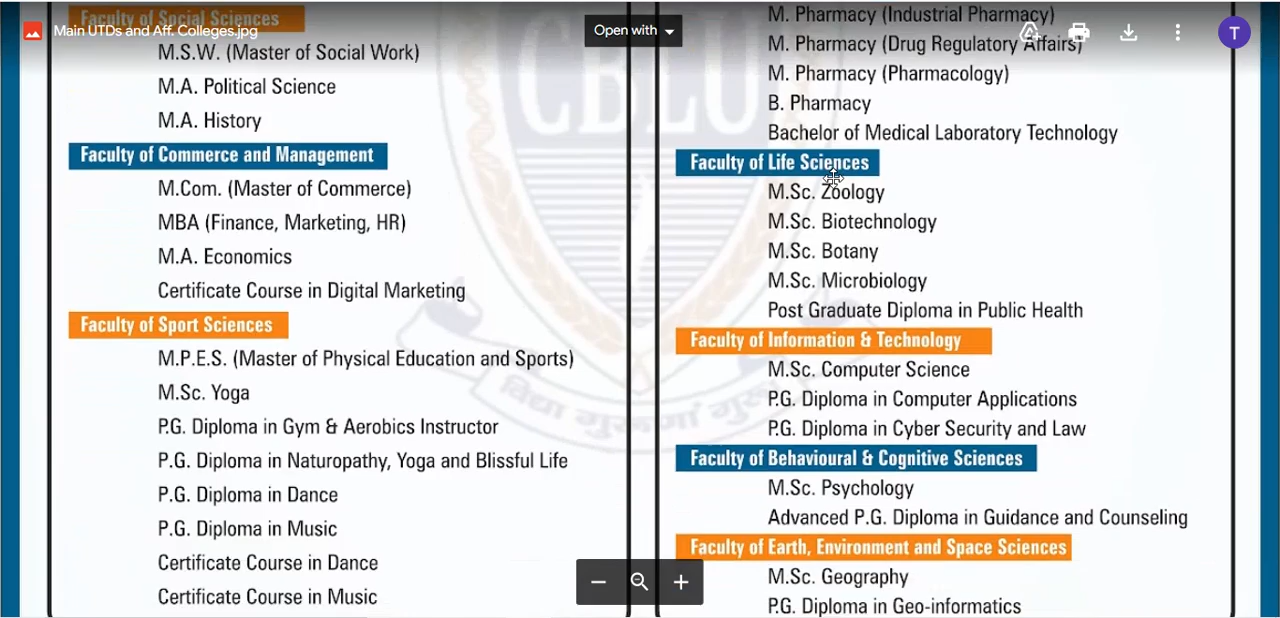 Main UTDs and Aff. Colleges.jpg
Open with
T
Faculty of Social Sciences
M.S.W. (Master of Social Work)
M.A. Political Science
M.A. History
Faculty of Commerce and Management
M.Com. (Master of Commerce)
MBA (Finance, Marketing, HR)
M.A. Economics
Certificate Course in Digital Marketing
Faculty of Sport Sciences
M.P.E.S. (Master of Physical Education and Sports)
M.Sc. Yoga
P.G. Diploma in Gym & Aerobics Instructor
P.G. Diploma in Naturopathy, Yoga and Blissful Life
P.G. Diploma in Dance
P.G. Diploma in Music
Certificate Course in Dance
Certificate Course in Music
M. Pharmacy (Industrial Pharmacy)
M. Pharmacy (Drug Regulatory Affairs)
M. Pharmacy (Pharmacology)
B. Pharmacy
Bachelor of Medical Laboratory Technology
Faculty of Life Sciences
M.Sc. Zoology
M.Sc. Biotechnology
M.Sc. Botany
M.Sc. Microbiology
Post Graduate Diploma in Public Health
Faculty of Information & Technology
M.Sc. Computer Science
P.G. Diploma in Computer Applications
P.G. Diploma in Cyber Security and Law
Faculty of Behavioural & Cognitive Sciences
M.Sc. Psychology
Advanced P.G. Diploma in Guidance and Counseling
Faculty of Earth, Environment and Space Sciences
M.Sc. Geography
P.G. Diploma in Geo-informatics
CBLU
विद्या गुरूणां गुरुः